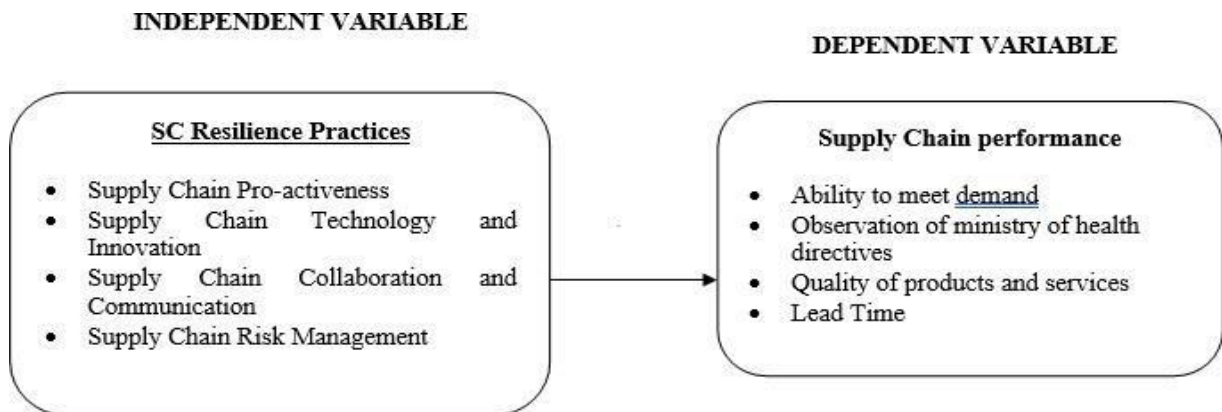 INDEPENDENT VARIABLE
SC Resilience Practices
• Supply Chain Pro-activeness
• Supply Chain Technology and
Innovation
• Supply Chain Collaboration and
Communication
• Supply Chain Risk Management
DEPENDENT VARIABLE
Supply Chain performance
• Ability to meet demand
• Observation of ministry of health
directives
• Quality of products and services
• Lead Time